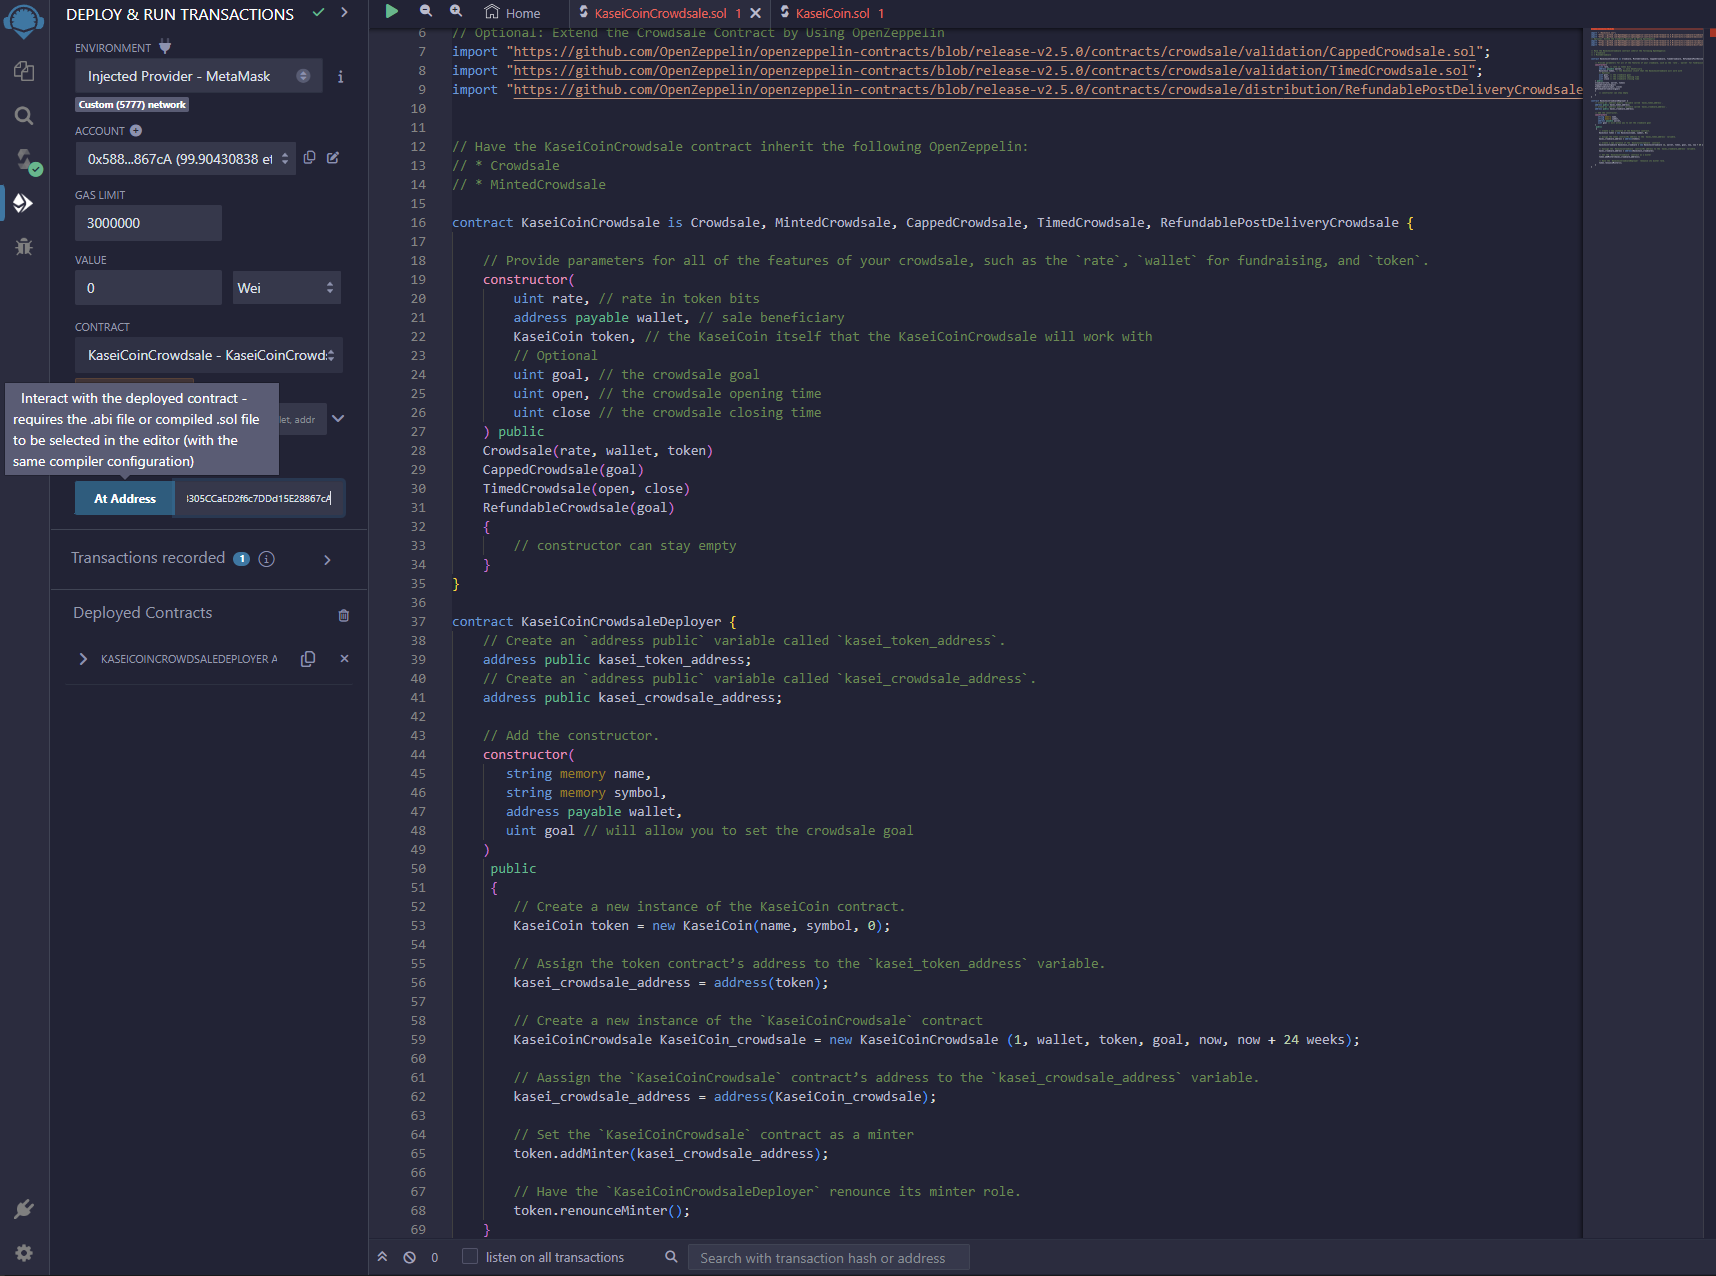 DEPLOY & RUN TRANSACTIONS
ENVIRONMENT
Injected Provider - MetaMask
i
Custom (5777) network
ACCOUNT
0x588...867cA (99.90430838 et
GAS LIMIT
3000000
VALUE
0
Wei
CONTRACT
KaseiCoinCrowdsale - KaseiCoinCrowd
Interact with the deployed contract -
requires the .abi file or compiled .sol file
to be selected in the editor (with the
same compiler configuration)
let, addr
At Address
I305CCaED2f6c7DDd15E28867cA
Transactions recorded 1 i
Deployed Contracts
KASEICOINCROWDSALEDEPLOYER A
Home
KaseiCoinCrowdsale.sol 1
KaseiCoin.sol 1
6 // Optional: Extend the Crowdsale Contract by Using OpenZeppelin
7 import "https://github.com/OpenZeppelin/openzeppelin-contracts/blob/release-v2.5.0/contracts/crowdsale/validation/CappedCrowdsale.sol";
8 import "https://github.com/OpenZeppelin/openzeppelin-contracts/blob/release-v2.5.0/contracts/crowdsale/validation/TimedCrowdsale.sol";
9 import "https://github.com/OpenZeppelin/openzeppelin-contracts/blob/release-v2.5.0/contracts/crowdsale/distribution/RefundablePostDeliveryCrowdsale
10
11
12 // Have the KaseiCoinCrowdsale contract inherit the following OpenZeppelin:
13 // * Crowdsale
14 // * MintedCrowdsale
15
16 contract KaseiCoinCrowdsale is Crowdsale, MintedCrowdsale, CappedCrowdsale, TimedCrowdsale, RefundablePostDeliveryCrowdsale {
17
18 // Provide parameters for all of the features of your crowdsale, such as the `rate`, `wallet` for fundraising, and `token`.
19 constructor(
20 uint rate, // rate in token bits
21 address payable wallet, // sale beneficiary
22 KaseiCoin token, // the KaseiCoin itself that the KaseiCoinCrowdsale will work with
23 // Optional
24 uint goal, // the crowdsale goal
25 uint open, // the crowdsale opening time
26 uint close // the crowdsale closing time
27 ) public
28 Crowdsale(rate, wallet, token)
29 CappedCrowdsale(goal)
30 TimedCrowdsale(open, close)
31 RefundableCrowdsale(goal)
32 {
33 // constructor can stay empty
34 }
35 }
36
37 contract KaseiCoinCrowdsaleDeployer {
38 // Create an `address public` variable called `kasei_token_address`.
39 address public kasei_token_address;
40 // Create an `address public` variable called `kasei_crowdsale_address`.
41 address public kasei_crowdsale_address;
42
43 // Add the constructor.
44 constructor(
45 string memory name,
46 string memory symbol,
47 address payable wallet,
48 uint goal // will allow you to set the crowdsale goal
49 )
50 public
51 {
52 // Create a new instance of the KaseiCoin contract.
53 KaseiCoin token = new KaseiCoin(name, symbol, 0);
54
55 // Assign the token contract’s address to the `kasei_token_address` variable.
56 kasei_crowdsale_address = address(token);
57
58 // Create a new instance of the `KaseiCoinCrowdsale` contract
59 KaseiCoinCrowdsale KaseiCoin_crowdsale = new KaseiCoinCrowdsale (1, wallet, token, goal, now, now + 24 weeks);
60
61 // Aassign the `KaseiCoinCrowdsale` contract’s address to the `kasei_crowdsale_address` variable.
62 kasei_crowdsale_address = address(KaseiCoin_crowdsale);
63
64 // Set the `KaseiCoinCrowdsale` contract as a minter
65 token.addMinter(kasei_crowdsale_address);
66
67 // Have the `KaseiCoinCrowdsaleDeployer` renounce its minter role.
68 token.renounceMinter();
69 }
0
listen on all transactions
Search with transaction hash or address